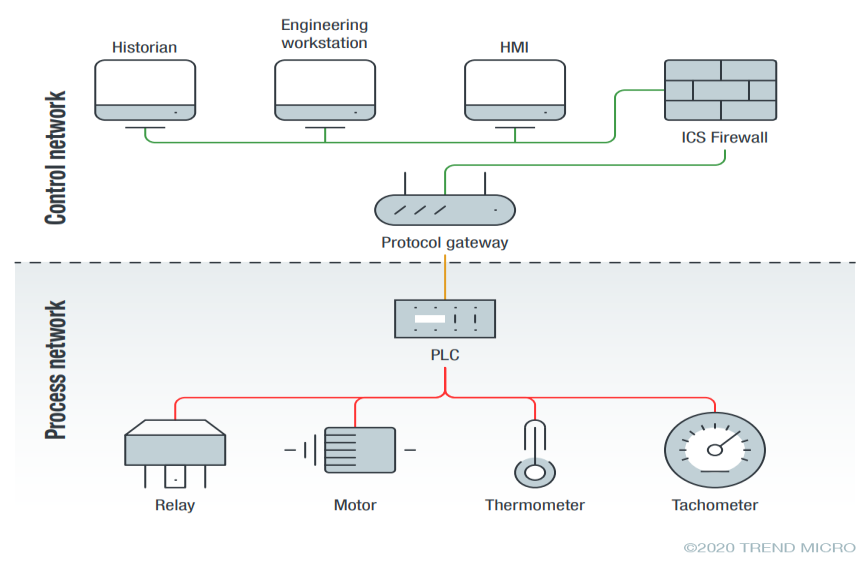 Historian
Engineering
workstation
HMI
ICS Firewall
Control network
Protocol gateway
Process network
PLC
Relay
Motor
Thermometer
Tachometer
©2020 TREND MICRO